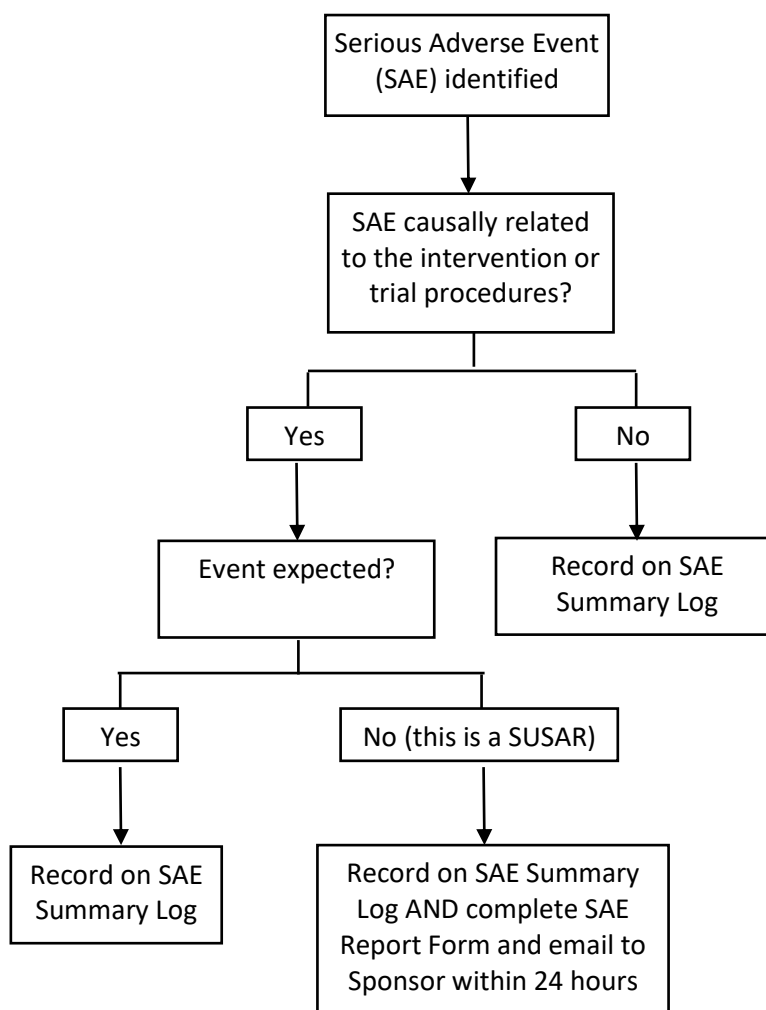 Serious Adverse Event
(SAE) identified
SAE causally related
to the intervention or
trial procedures?
Yes
No
Event expected?
Record on SAE
Summary Log
Yes
No (this is a SUSAR)
Record on SAE
Summary Log
Record on SAE Summary
Log AND complete SAE
Report Form and email to
Sponsor within 24 hours